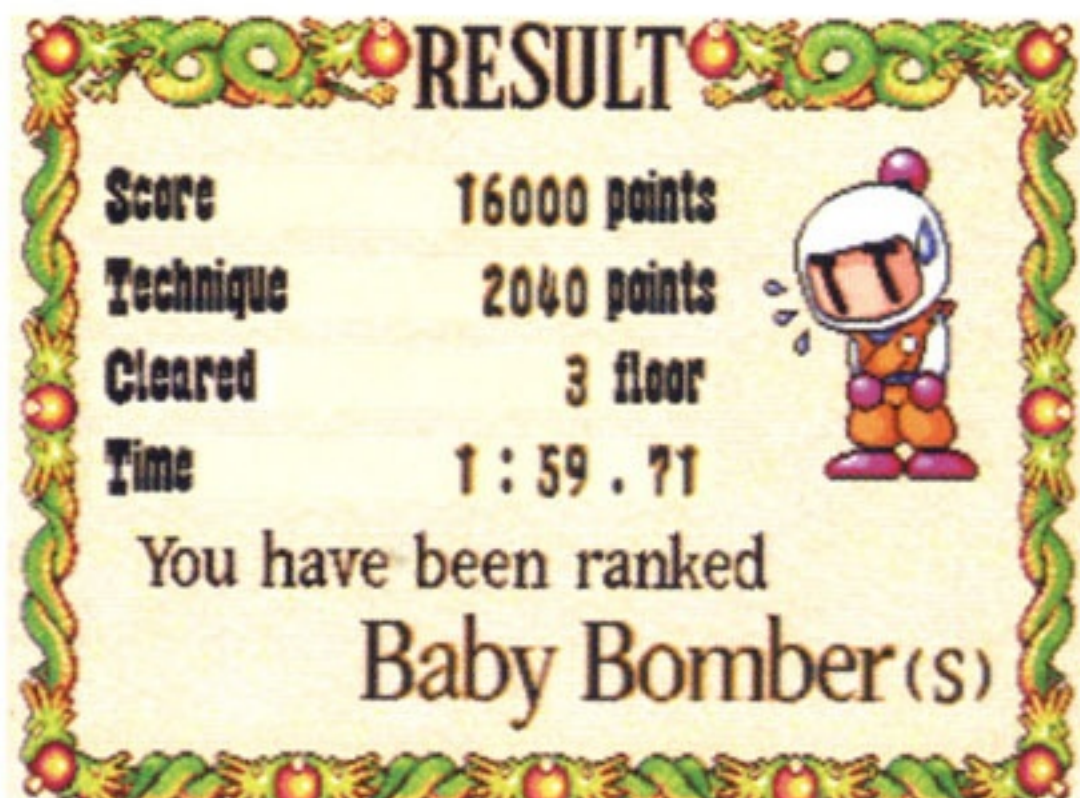 RESULT
Score 16000 points
Technique 2040 points
Cleared 3 floor
Time 1:59.71
You have been ranked
Baby Bomber(s)